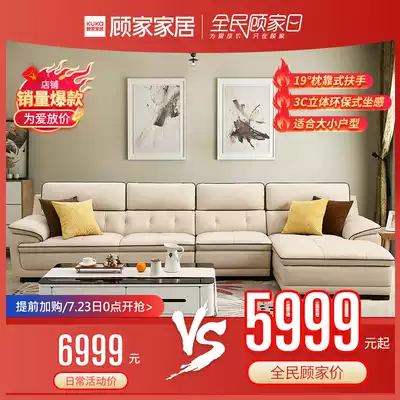 KUKA
顾家家居
顾家家居
全民顾家日
为爱放价 只在顾家
店铺
销量爆款
为爱放价
19°枕靠式扶手
3C立体环保式坐感
适合大小户型
提前加购/7.23日0点开抢>
6999元
日常活动价
VS
5999元起
全民顾家价